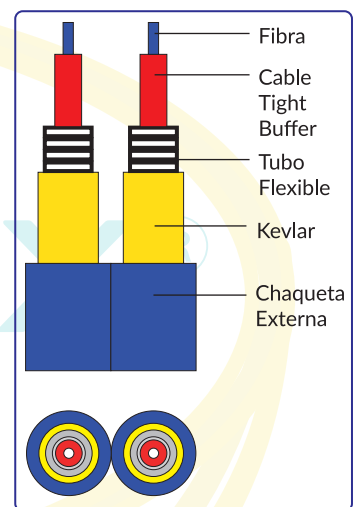 Fibra
Cable
Tight
Buffer
Tubo
Flexible
Kevlar
Chaqueta
Externa